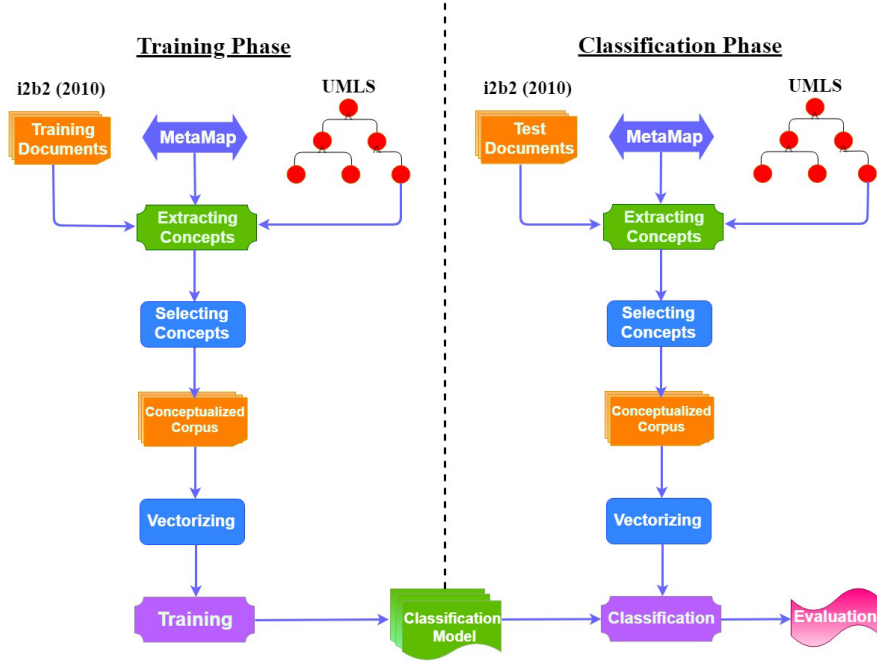 Training Phase
i2b2 (2010)
UMLS
Training
Documents
MetaMap
Extracting
Concepts
Selecting
Concepts
Conceptualized
Corpus
Vectorizing
Training
Classification
Model
Classification Phase
i2b2 (2010)
UMLS
Test
Documents
MetaMap
Extracting
Concepts
Selecting
Concepts
Conceptualized
Corpus
Vectorizing
Classification
Evaluation